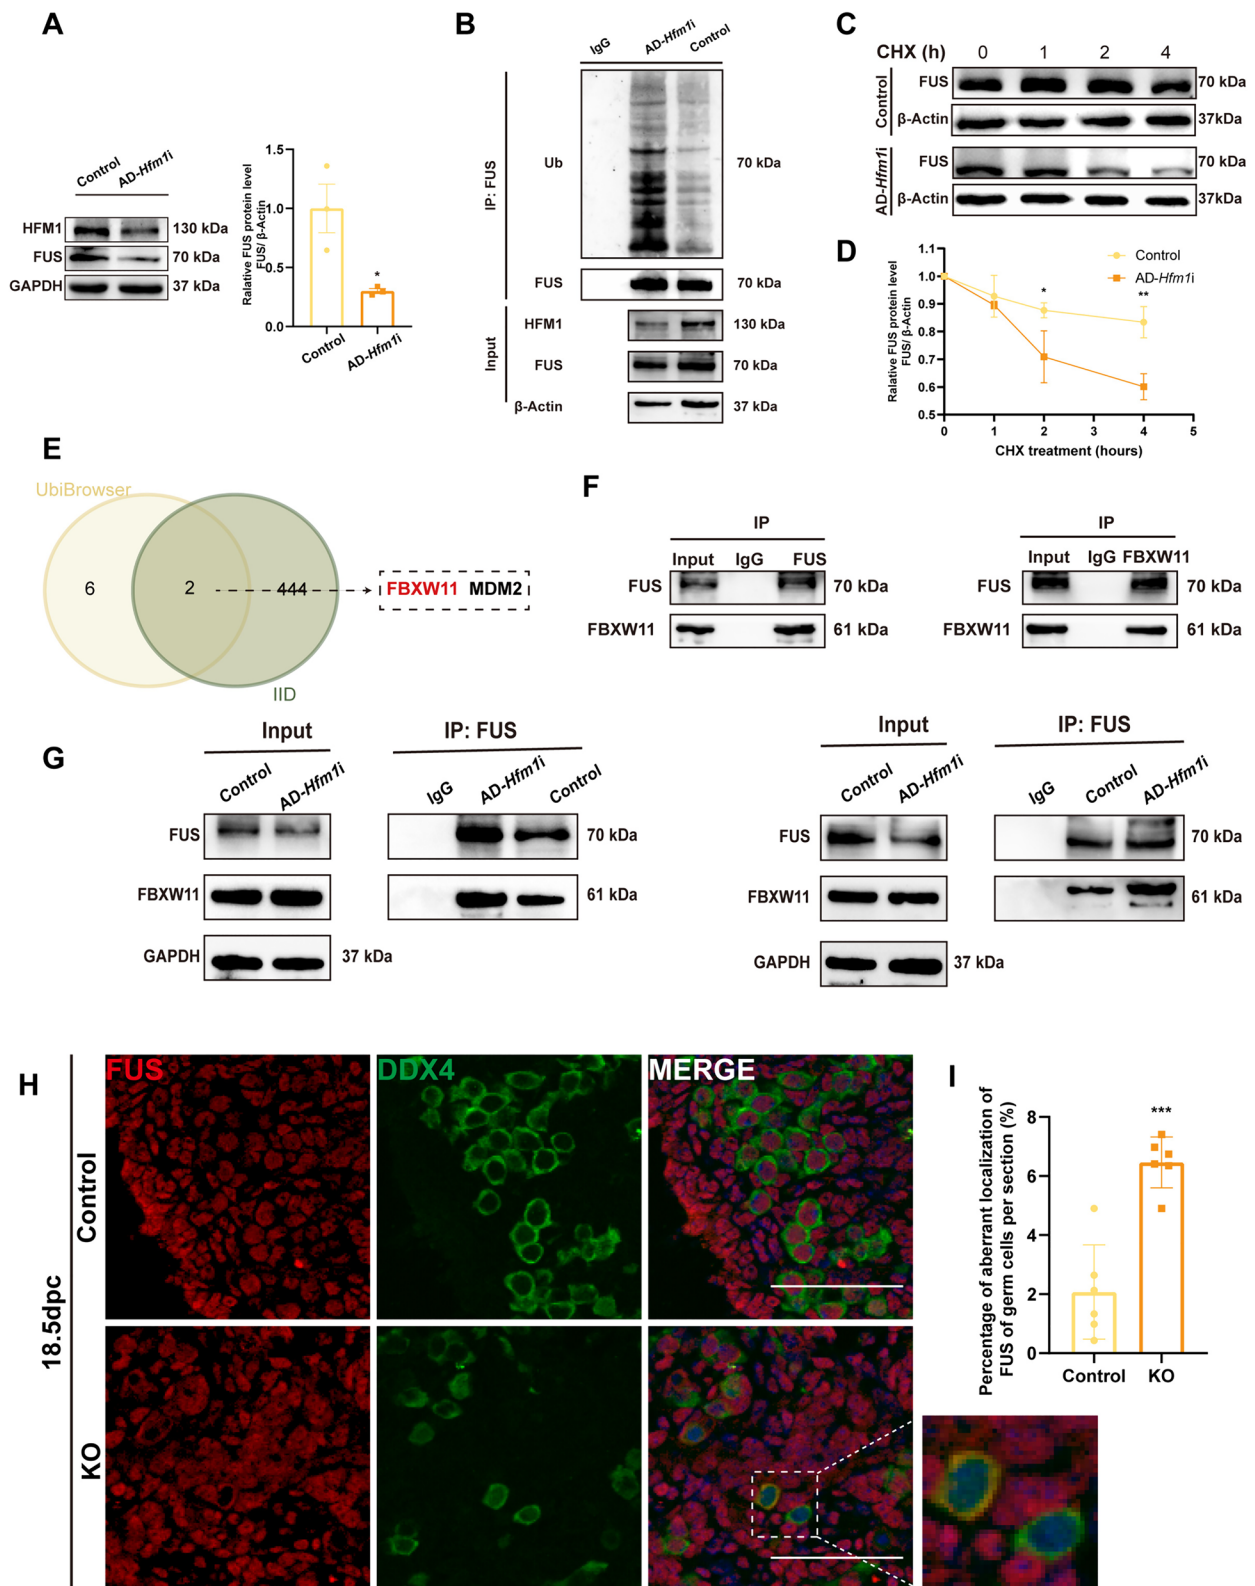 A
Control
AD-Hfm1i
HFM1
130 kDa
FUS
70 kDa
GAPDH
37 kDa
Ralative FUS protein level
FUS/ β-Actin
1.5
1.0
0.5
0.0
*
Control
AD-Hfm1i
B
IgG
AD-Hfm1i
Control
IP: FUS
Ub
70 kDa
FUS
70 kDa
Input
HFM1
130 kDa
FUS
70 kDa
β-Actin
37 kDa
C
CHX (h)
0
1
2
4
Control
FUS
70 kDa
β-Actin
37kDa
AD-Hfm1i
FUS
70 kDa
β-Actin
37kDa
D
Ralative FUS protein level
FUS/ β-Actin
1.1
1.0
0.9
0.8
0.7
0.6
0.5
Control
AD-Hfm1i
*
**
0
1
2
3
4
5
CHX treatment (hours)
E
UbiBrowser
6
2
444
FBXW11 MDM2
IID
F
IP
Input
IgG
FUS
FUS
70 kDa
FBXW11
61 kDa
IP
Input
IgG
FBXW11
FUS
70 kDa
FBXW11
61 kDa
G
Input
IP: FUS
Control
AD-Hfm1i
IgG
AD-Hfm1i
Control
FUS
70 kDa
FBXW11
61 kDa
GAPDH
37 kDa
Input
IP: FUS
Control
AD-Hfm1i
IgG
Control
AD-Hfm1i
FUS
70 kDa
FBXW11
61 kDa
GAPDH
37 kDa
H
18.5dpc
Control
KO
FUS
DDX4
MERGE
I
Percentage of aberrant localization of
FUS of germ cells per section (%)
8
6
4
2
0
***
Control
KO